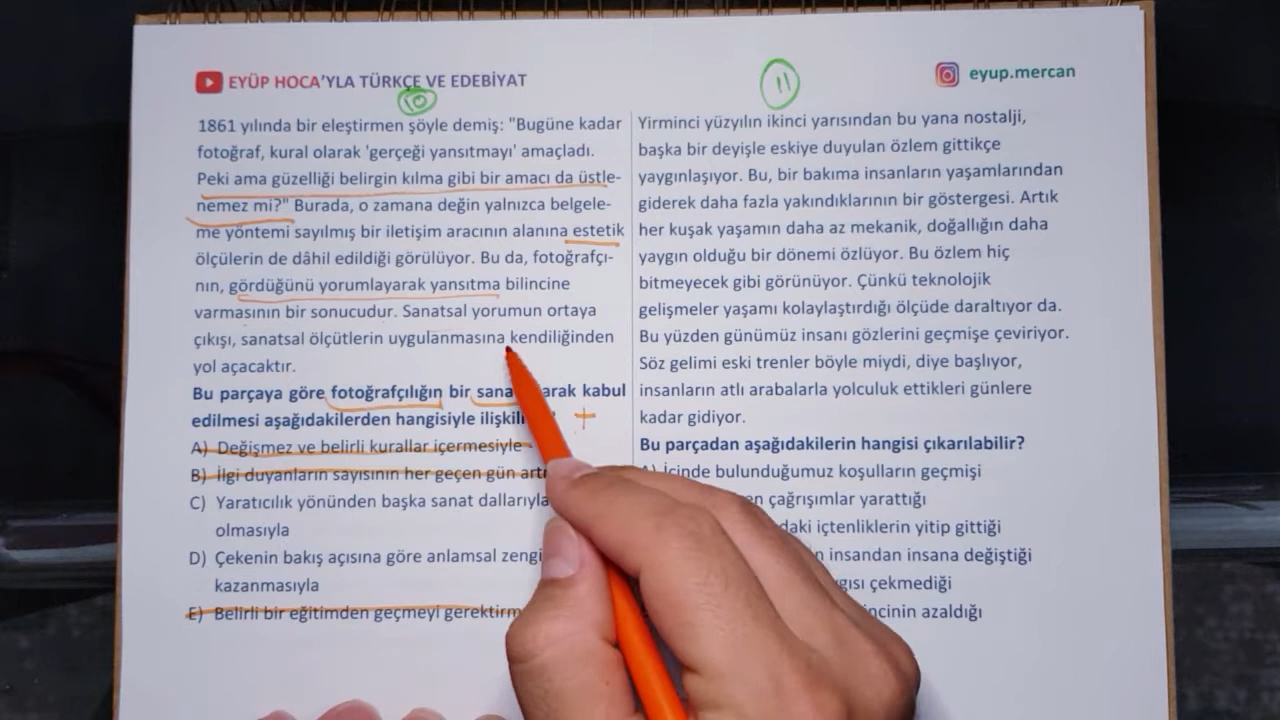 EYÜP HOCA'YLA TÜRKÇE VE EDEBİYAT
eyup.mercan
10
1861 yılında bir eleştirmen şöyle demiş: "Bugüne kadar
fotoğraf, kural olarak 'gerçeği yansıtmayı' amaçladı.
Peki ama güzelliği belirgin kılma gibi bir amacı da üstle-
nemez mi?" Burada, o zamana değin yalnızca belgele-
me yöntemi sayılmış bir iletişim aracının alanına estetik
ölçülerin de dâhil edildiği görülüyor. Bu da, fotoğrafçı-
nın, gördüğünü yorumlayarak yansıtma bilincine
varmasının bir sonucudur. Sanatsal yorumun ortaya
çıkışı, sanatsal ölçütlerin uygulanmasına kendiliğinden
yol açacaktır.
Bu parçaya göre fotoğrafçılığın bir kabul
edilmesi aşağıdakilerden hangisiyle
A) Değişmez ve belirli kurallar içermesiyle
B) İlgi duyanların sayısının her geçen gün
C) Yaratıcılık yönünden başka sanat
olmasıyla
D) Çekenin bakış açısına göre anlamsal
kazanmasıyla
E) Belirli bir eğitimden geçmeyi
11
Yirminci yüzyılın ikinci yarısından bu yana nostalji,
başka bir deyişle eskiye duyulan özlem gittikçe
yaygınlaşıyor. Bu, bir bakıma insanların yaşamlarından
giderek daha fazla yakındıklarının bir göstergesi. Artık
her kuşak yaşamın daha az mekanik, doğallığın daha
yaygın olduğu bir dönemi özlüyor. Bu özlem hiç
bitmeyecek gibi görünüyor. Çünkü teknolojik
gelişmeler yaşamı kolaylaştırdığı ölçüde daraltıyor da.
Bu yüzden günümüz insanı gözlerini geçmişe çeviriyor.
Söz gelimi eski trenler böyle miydi, diye başlıyor,
insanların atlı arabalarla yolculuk ettikleri günlere
kadar gidiyor.
Bu parçadan aşağıdakilerin hangisi çıkarılabilir?
A) İçinde bulunduğumuz koşulların geçmişi
çağrışımlar yarattığı
içtenliklerin yitip gittiği
insandan insana değiştiği
çekmediği
azaldığı